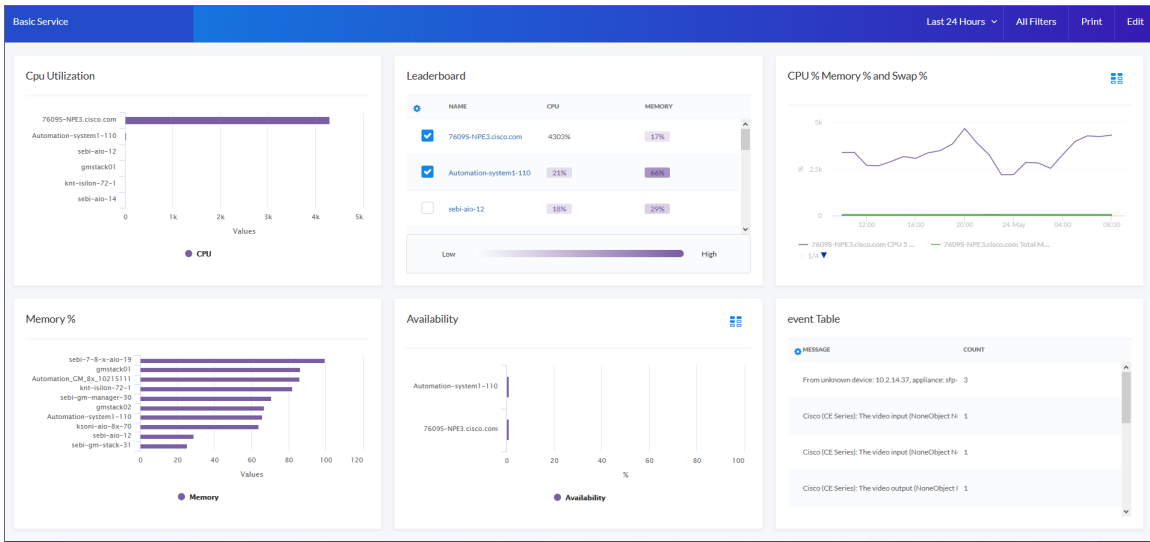 Basic Service
Last 24 Hours
All Filters
Print
Edit
Cpu Utilization
7609S-NPE3.cisco.com
Automation-system1-110
sebi-aio-12
gmstack01
knt-isilon-72-1
sebi-aio-14
0 1k 2k 3k 4k 5k
Values
CPU
Leaderboard
NAME CPU MEMORY
7609S-NPE3.cisco.com 4303% 17%
Automation-system1-110 21% 66%
sebi-aio-12 18% 29%
Low High
CPU % Memory % and Swap %
5k
2.5k
0
%
12:00 16:00 20:00 24. May 04:00 08:00
7609S-NPE3.cisco.com CPU 5 ... 7609S-NPE3.cisco.com Total M...
1/4
Memory %
sebi-7-8-x-aio-19
gmstack01
Automation_GM_8x_10215111
knt-isilon-72-1
sebi-gm-manager-30
gmstack02
Automation-system1-110
ksoni-aio-8x-70
sebi-aio-12
sebi-gm-stack-31
0 20 40 60 80 100 120
Values
Memory
Availability
Automation-system1-110
7609S-NPE3.cisco.com
0 20 40 60 80 100
%
Availability
event Table
MESSAGE COUNT
From unknown device: 10.2.14.37, appliance: sfp- 3
Cisco (CE Series): The video input (NoneObject N 1
Cisco (CE Series): The video input (NoneObject N 1
Cisco (CE Series): The video output (NoneObject 1